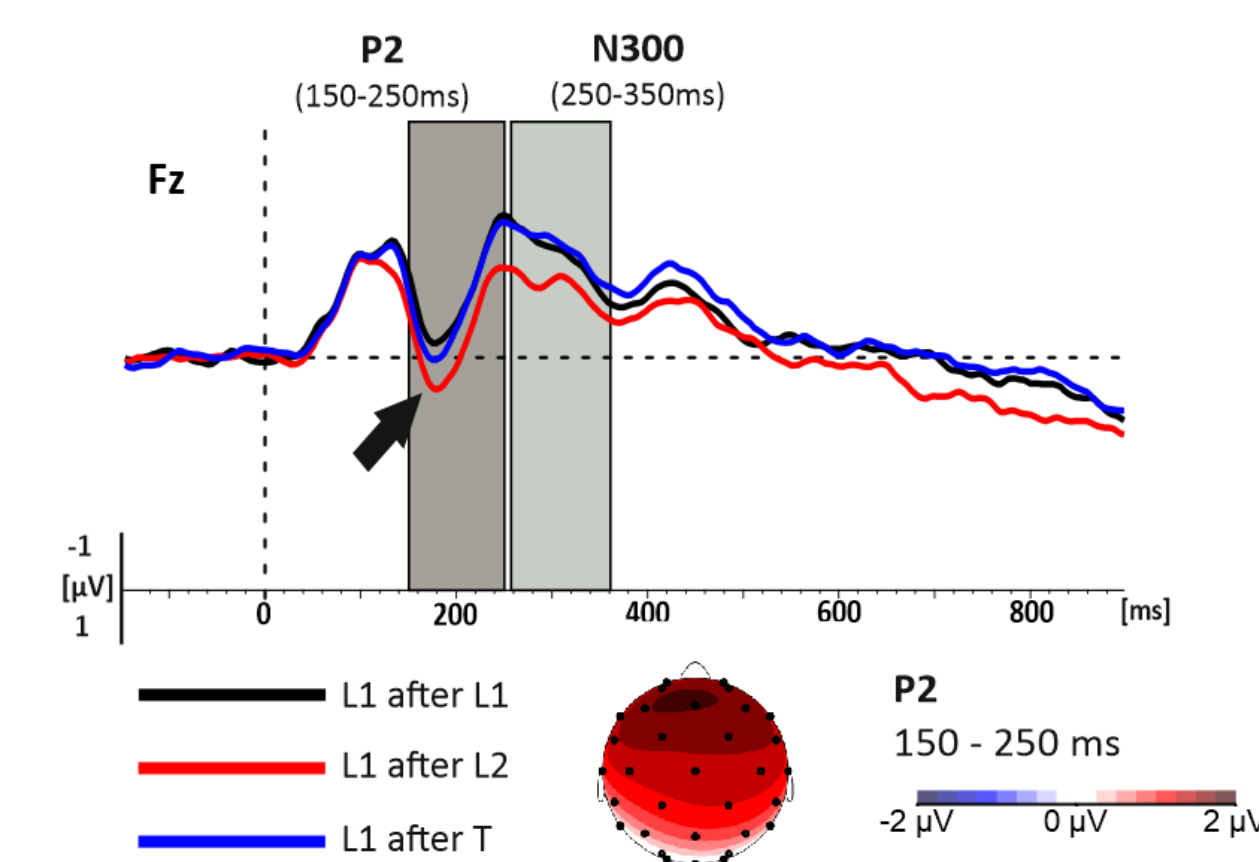 P2 N300
(150-250ms) (250-350ms)
Fz
-1
[µV]
1
0 200 400 600 800 [ms]
L1 after L1
L1 after L2
L1 after T
P2
150 - 250 ms
-2 µV 0 µV 2 µV